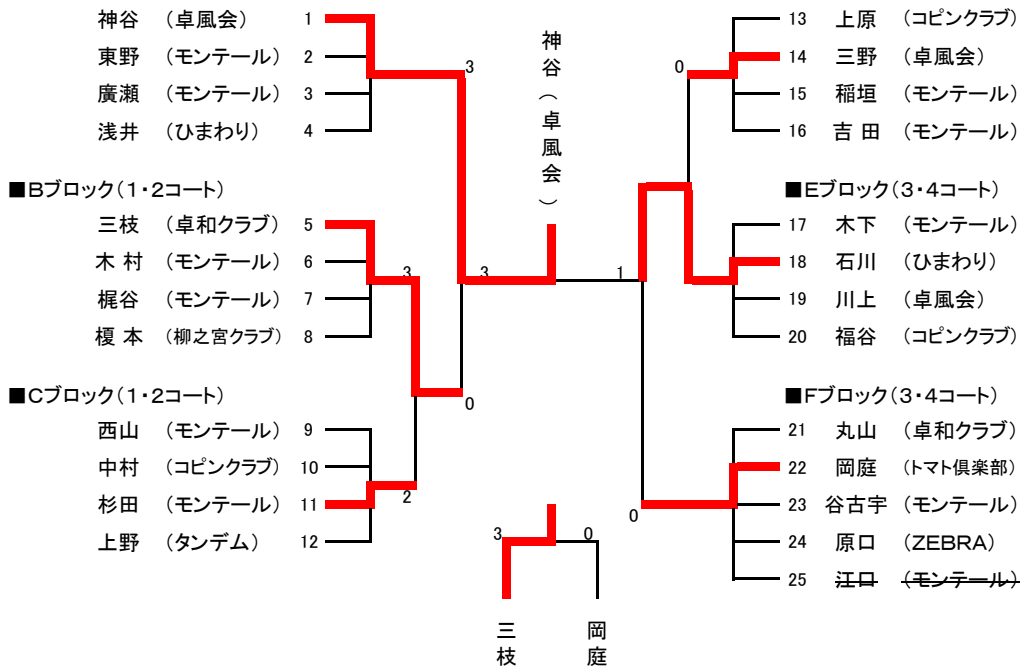 神谷 (卓風会) 1
東野 (モンテール) 2
廣瀬 (モンテール) 3
浅井 (ひまわり) 4
3
■Bブロック(1・2コート)
三枝 (卓和クラブ) 5
木村 (モンテール) 6
梶谷 (モンテール) 7
榎本 (柳之宮クラブ) 8
3
■Cブロック(1・2コート)
西山 (モンテール) 9
中村 (コピンクラブ) 10
杉田 (モンテール) 11
上野 (タンデム) 12
2
0
神谷(卓風会)
3
1
3
0
三枝
岡庭
13 上原 (コピンクラブ)
14 三野 (卓風会)
15 稲垣 (モンテール)
16 吉田 (モンテール)
0
■Eブロック(3・4コート)
17 木下 (モンテール)
18 石川 (ひまわり)
19 川上 (卓風会)
20 福谷 (コピンクラブ)
■Fブロック(3・4コート)
21 丸山 (卓和クラブ)
22 岡庭 (トマト倶楽部)
23 谷古宇 (モンテール)
24 原口 (ZEBRA)
25 江口 (モンテール)
0